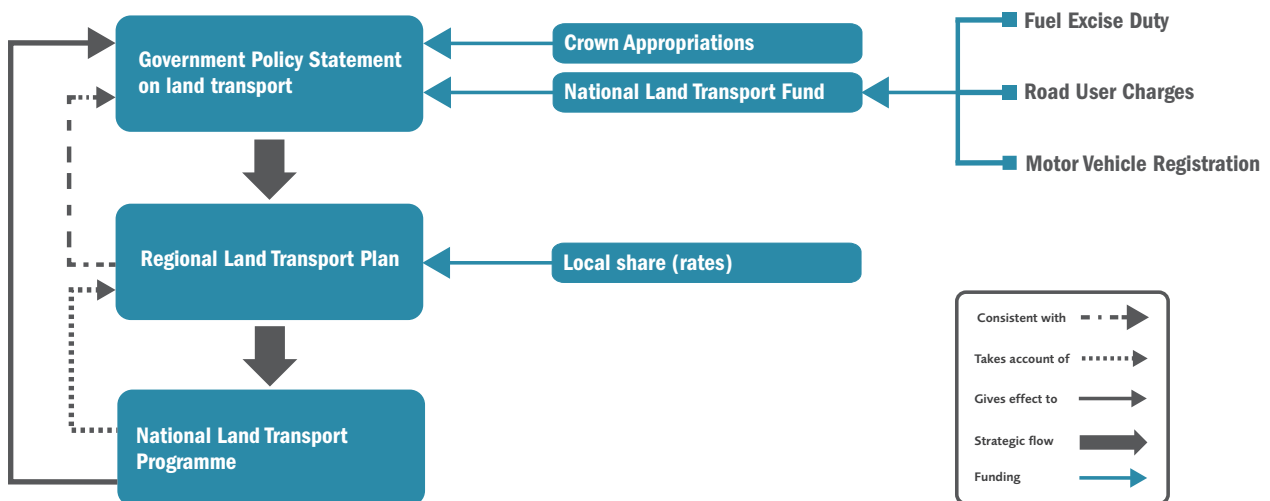 Government Policy Statement
on land transport
Crown Appropriations
National Land Transport Fund
Fuel Excise Duty
Road User Charges
Motor Vehicle Registration
Regional Land Transport Plan
Local share (rates)
National Land Transport
Programme
Consistent with
Takes account of
Gives effect to
Strategic flow
Funding